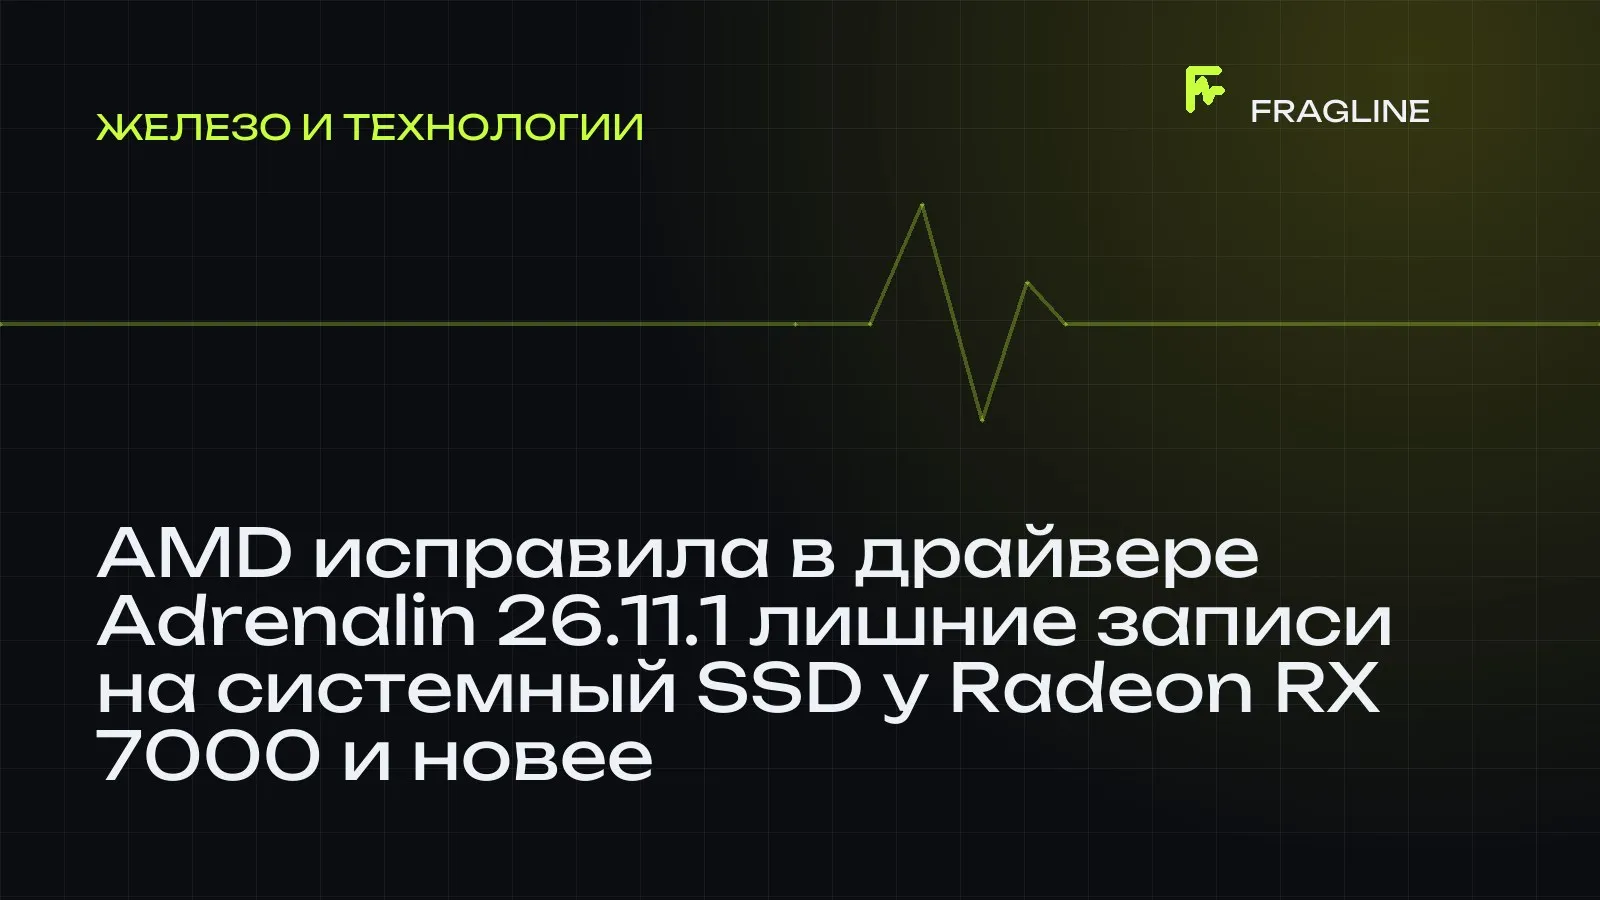 ЖЕЛЕЗО И ТЕХНОЛОГИИ
FRAGLINE
AMD исправила в драйвере
Adrenalin 26.11.1 лишние записи
на системный SSD у Radeon RX
7000 и новее